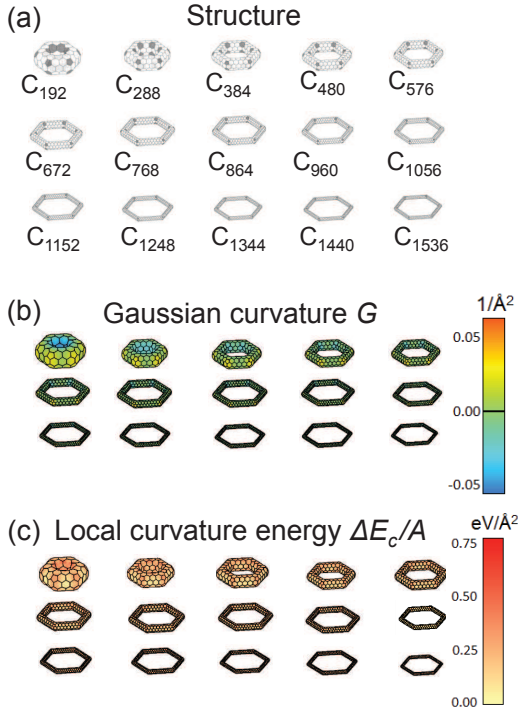 (a) Structure
C192 C288 C384 C480 C576
C672 C768 C864 C960 C1056
C1152 C1248 C1344 C1440 C1536
(b) Gaussian curvature G
1/Å²
0.05
0.00
-0.05
(c) Local curvature energy ΔEc/A
eV/Å²
0.75
0.50
0.25
0.00